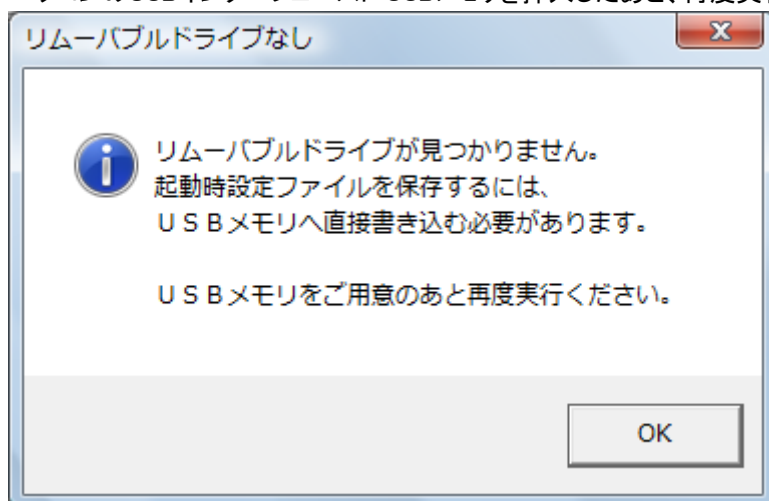 リムーバブルドライブなし
リムーバブルドライブが見つかりません。
起動時設定ファイルを保存するには、
ＵＳＢメモリへ直接書き込む必要があります。
ＵＳＢメモリをご用意のあと再度実行ください。
OK